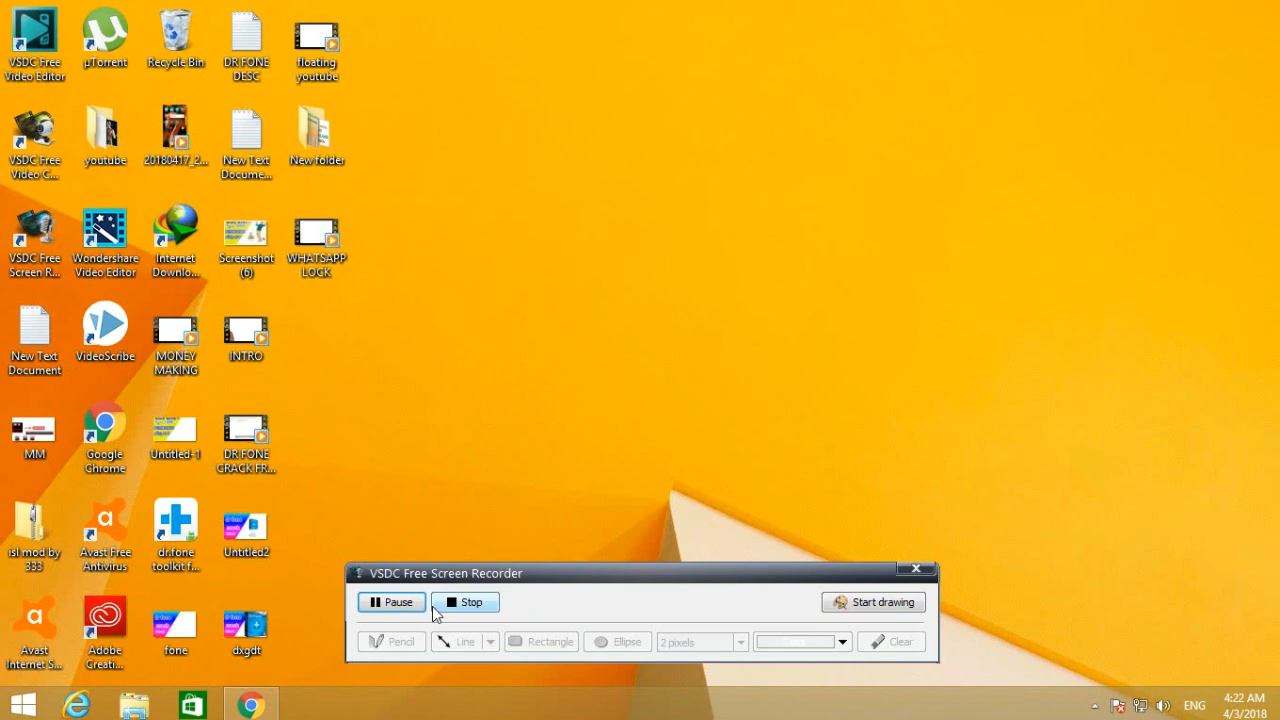 VSDC Free
Video Editor
µTorrent
Recycle Bin
DR FONE
DESC
floating
youtube
VSDC Free
Video C...
youtube
20180417_2...
New Text
Docume...
New folder
VSDC Free
Screen R...
Wondershare
Video Editor
Internet
Downlo...
Screenshot
(6)
WHATSAPP
LOCK
New Text
Document
VideoScribe
MONEY
MAKING
INTRO
MM
Google
Chrome
Untitled-1
DR FONE
CRACK FR...
isl mod by
333
Avast Free
Antivirus
dr.fone
toolkit f...
Untitled2
Avast
Internet S...
Adobe
Creati...
fone
dxgdt
VSDC Free Screen Recorder
Pause Stop Start drawing
Pencil Line Rectangle Ellipse 2 pixels Clear
ENG
4:22 AM
4/3/2018